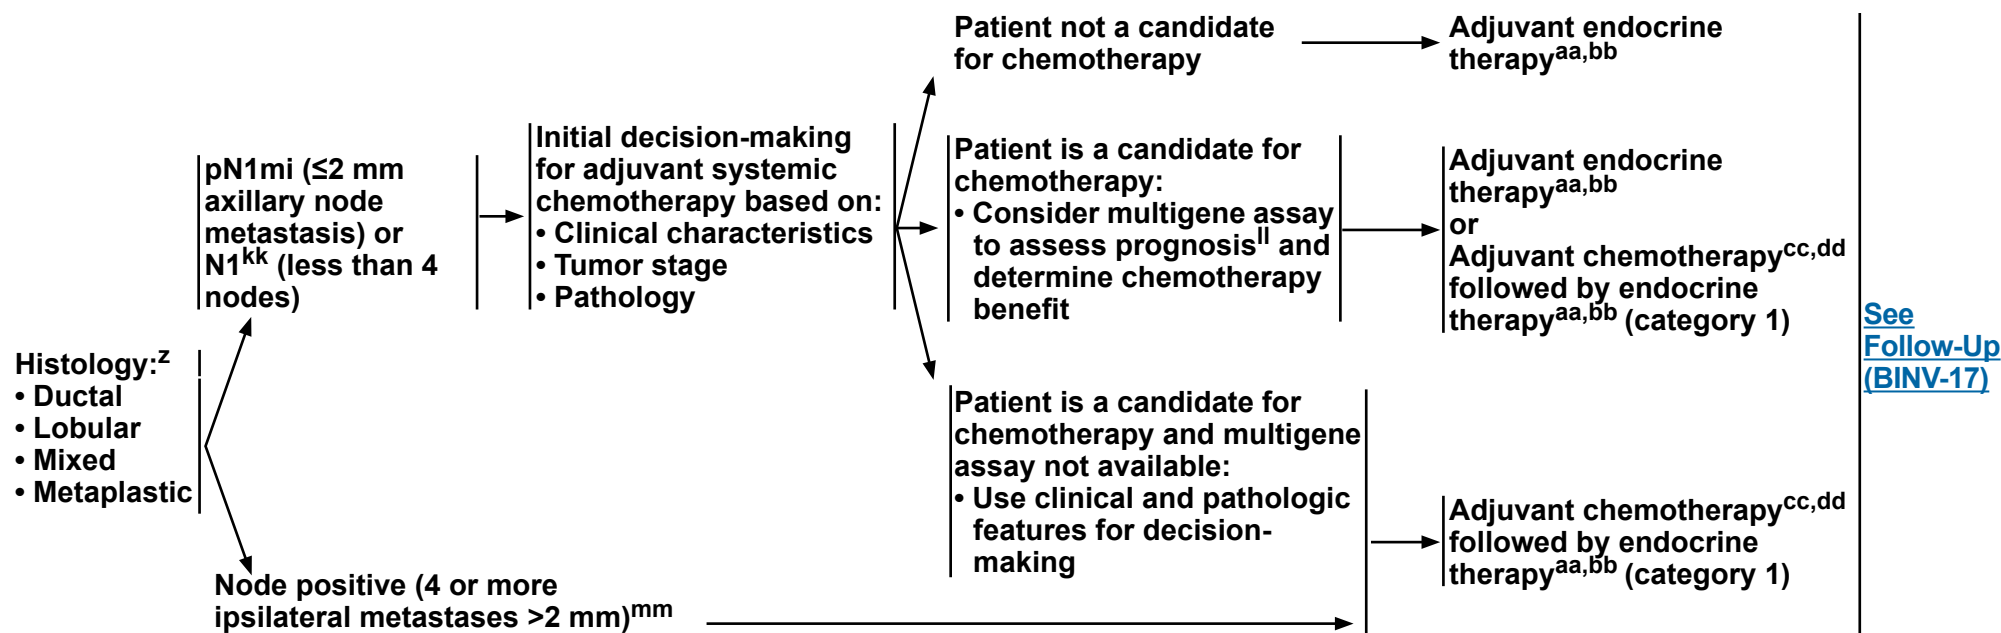 Histology:z
• Ductal
• Lobular
• Mixed
• Metaplastic
pN1mi (≤2 mm
axillary node
metastasis) or
N1kk (less than 4
nodes)
Initial decision-making
for adjuvant systemic
chemotherapy based on:
• Clinical characteristics
• Tumor stage
• Pathology
Patient not a candidate
for chemotherapy
Adjuvant endocrine
therapyaa,bb
Patient is a candidate for
chemotherapy:
• Consider multigene assay
to assess prognosisll and
determine chemotherapy
benefit
Adjuvant endocrine
therapyaa,bb
or
Adjuvant chemotherapycc,dd
followed by endocrine
therapyaa,bb (category 1)
Patient is a candidate for
chemotherapy and multigene
assay not available:
• Use clinical and pathologic
features for decision-
making
Node positive (4 or more
ipsilateral metastases >2 mm)mm
Adjuvant chemotherapycc,dd
followed by endocrine
therapyaa,bb (category 1)
See
Follow-Up
(BINV-17)